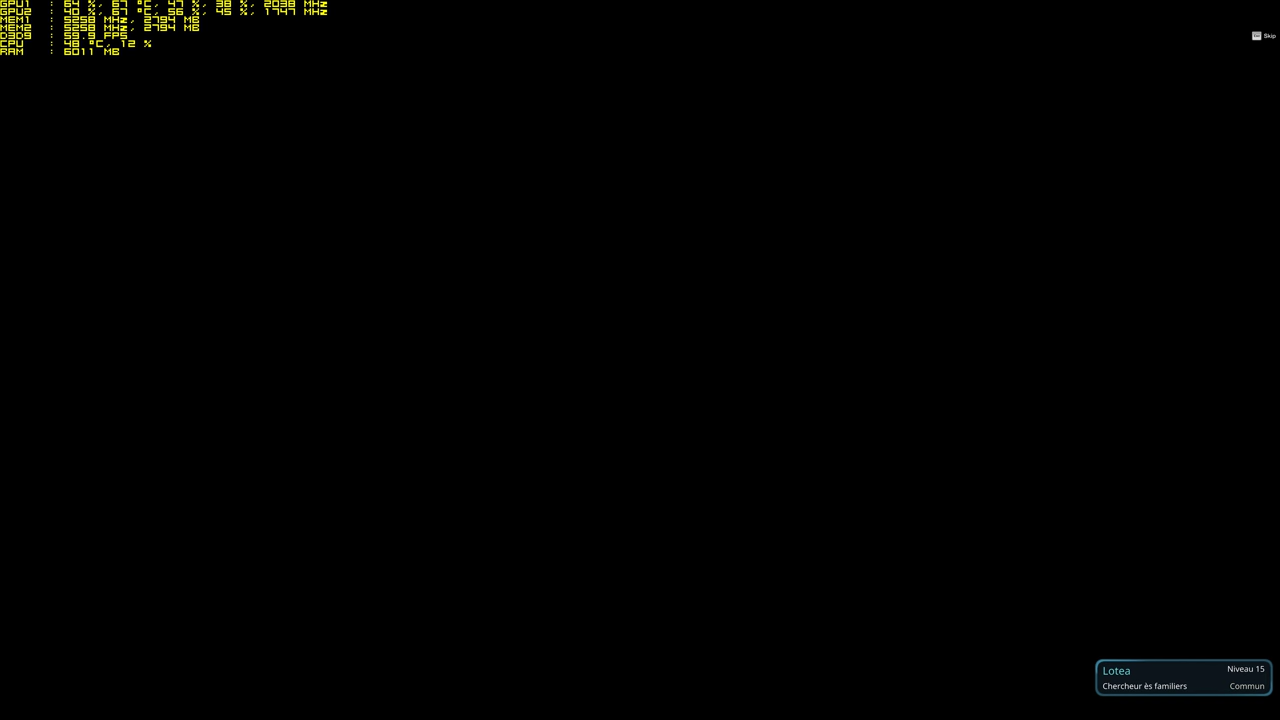 GPU1 : 64 %, 67 °C, 47 %, 38 %, 2038 MHz
GPU2 : 40 %, 67 °C, 56 %, 45 %, 1747 MHz
MEM1 : 5258 MHz, 2794 MB
MEM2 : 5258 MHz, 2794 MB
D3D9 : 59.9 FPS
CPU : 48 °C, 12 %
RAM : 6011 MB
Skip
Lotea Niveau 15
Chercheur ès familiers Commun